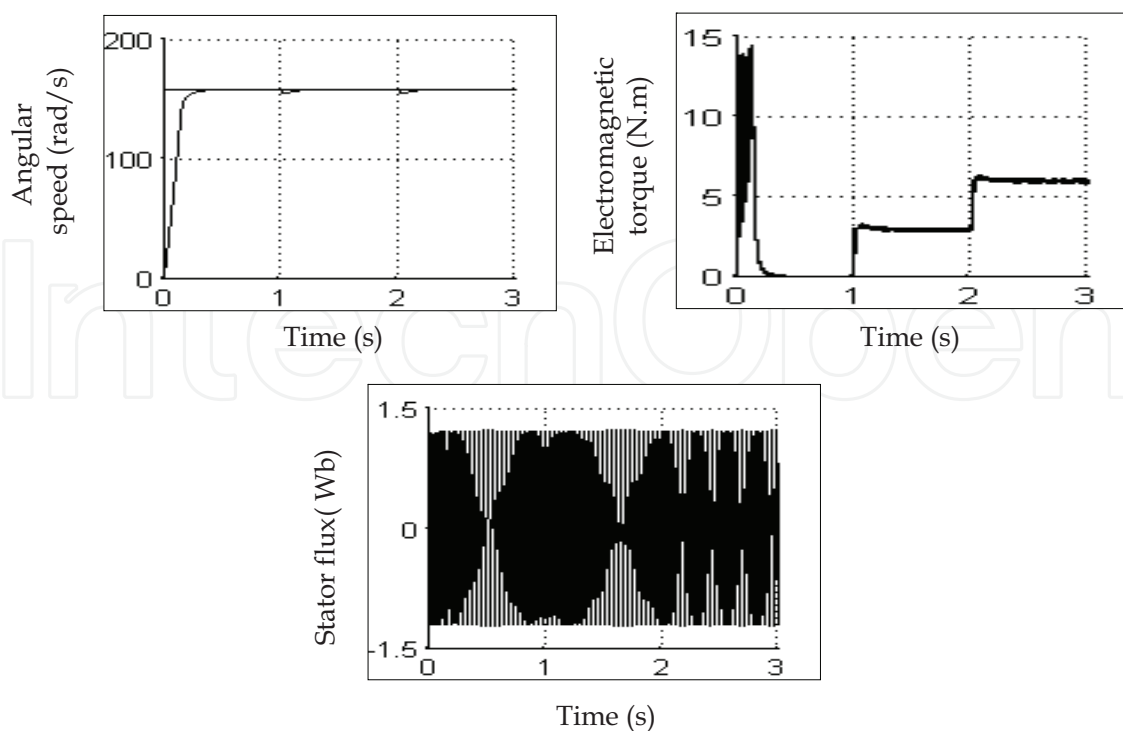 Angular
speed (rad/s)
200
100
0
0 1 2 3
Time (s)
Electromagnetic
torque (N.m)
15
10
5
0
0 1 2 3
Time (s)
Stator flux( Wb)
1.5
0
-1.5
0 1 2 3
Time (s)
IntechOpen